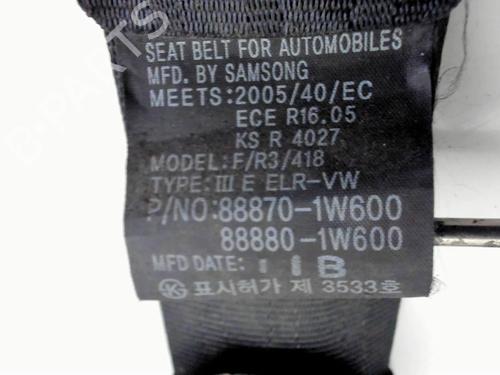 SEAT BELT FOR AUTOMOBILES
MFD. BY SAMSONG
MEETS:2005/40/EC
ECE R16.05
KS R 4027
MODEL:F/R3/418
TYPE:Ⅲ E ELR-VW
P/NO:88870-1W600
88880-1W600
MFD DATE: 11B
표시허가 제 3533호